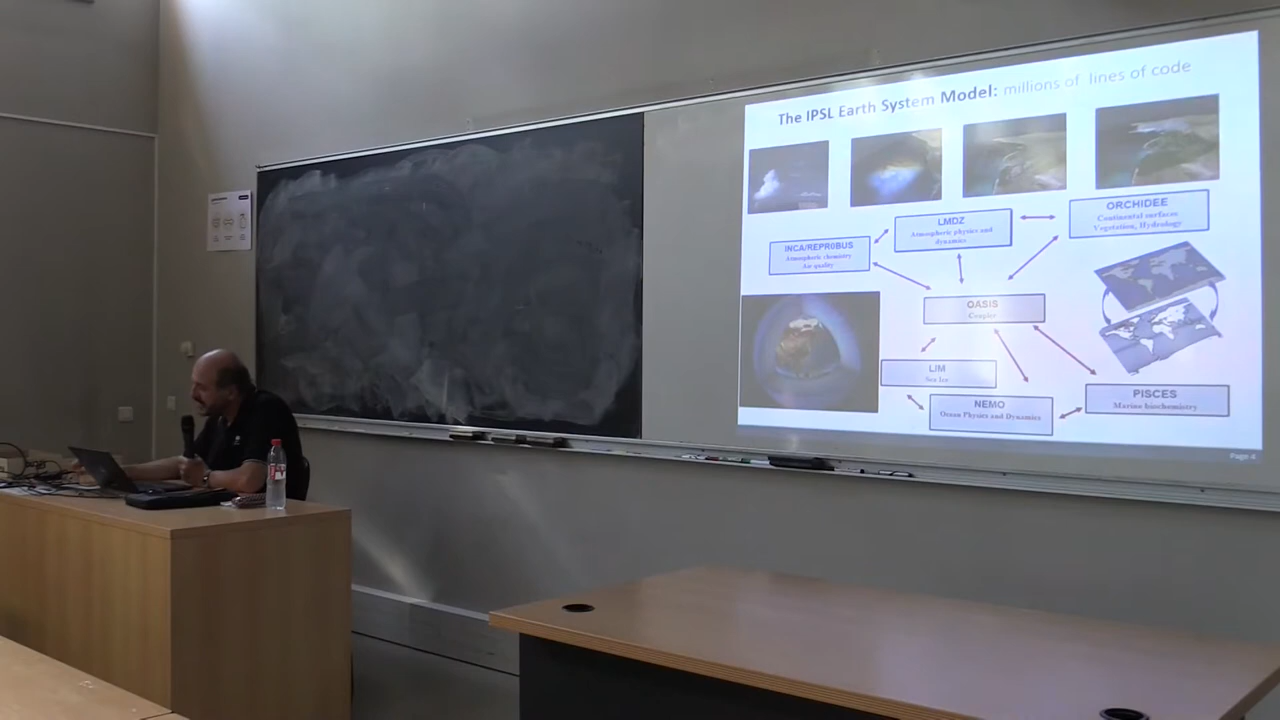 The IPSL Earth System Model: millions of lines of code
LMDZ
Atmospheric physics and
dynamics
ORCHIDEE
Continental surfaces
Vegetation, Hydrology
INCA/REPROBUS
Atmospheric chemistry
Air quality
OASIS
Coupler
LIM
Sea Ice
NEMO
Ocean Physics and Dynamics
PISCES
Marine biochemistry
Page 4